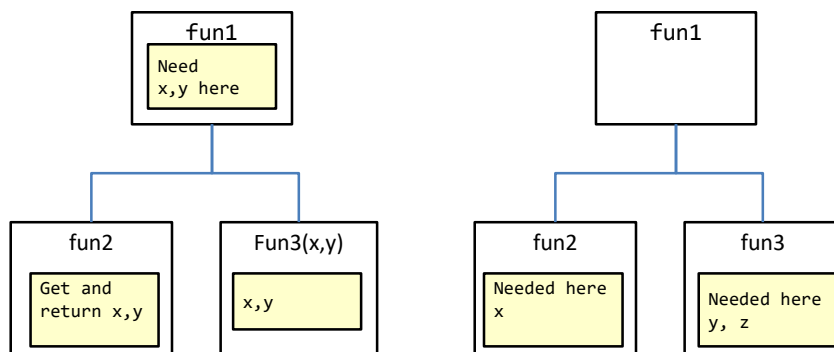 fun1
Need
x,y here
fun2
Get and
return x,y
Fun3(x,y)
x,y
fun1
fun2
Needed here
x
fun3
Needed here
y, z